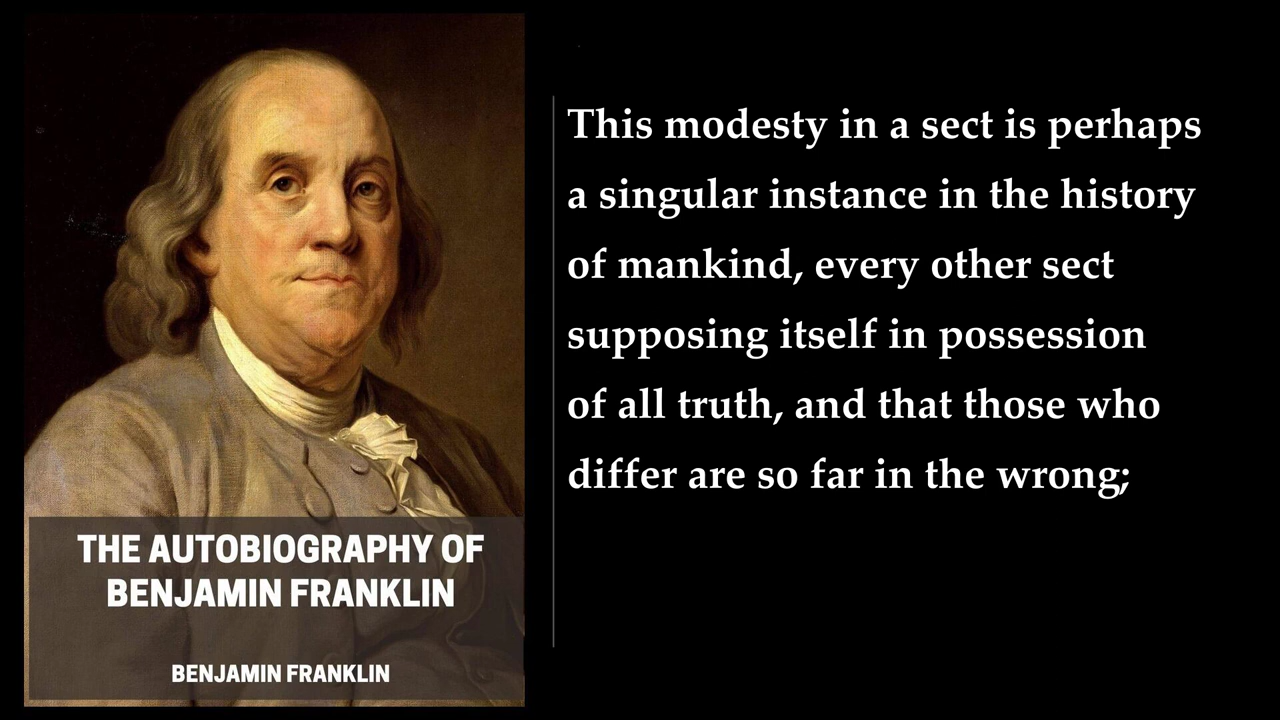 THE AUTOBIOGRAPHY OF
BENJAMIN FRANKLIN
BENJAMIN FRANKLIN
This modesty in a sect is perhaps
a singular instance in the history
of mankind, every other sect
supposing itself in possession
of all truth, and that those who
differ are so far in the wrong;